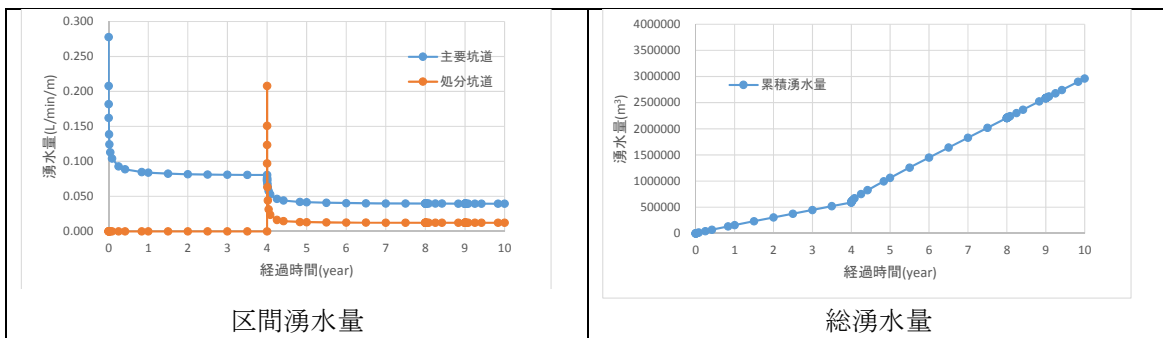 0.300
0.250
0.200
0.150
0.100
0.050
0.000
湧水量(L/min/m)
主要坑道
処分坑道
0 1 2 3 4 5 6 7 8 9 10
経過時間(year)
区間湧水量
4000000
3500000
3000000
2500000
2000000
1500000
1000000
500000
0
湧水量(m³)
累積湧水量
0 1 2 3 4 5 6 7 8 9 10
経過時間(year)
総湧水量